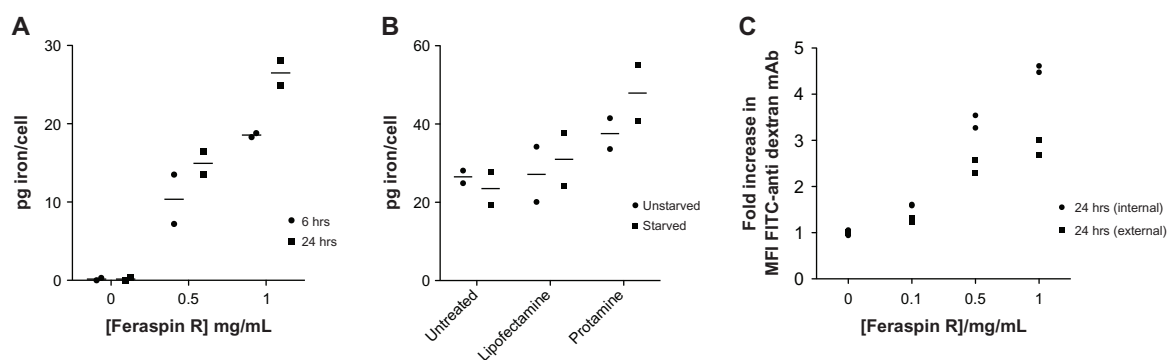 A
pg iron/cell
30
20
10
0
0
0.5
1
[Feraspin R] mg/mL
6 hrs
24 hrs
B
pg iron/cell
60
40
20
0
Untreated
Lipofectamine
Protamine
Unstarved
Starved
C
Fold increase in
MFI FITC-anti dextran mAb
5
4
3
2
1
0
0
0.1
0.5
1
[Feraspin R]/mg/mL
24 hrs (internal)
24 hrs (external)